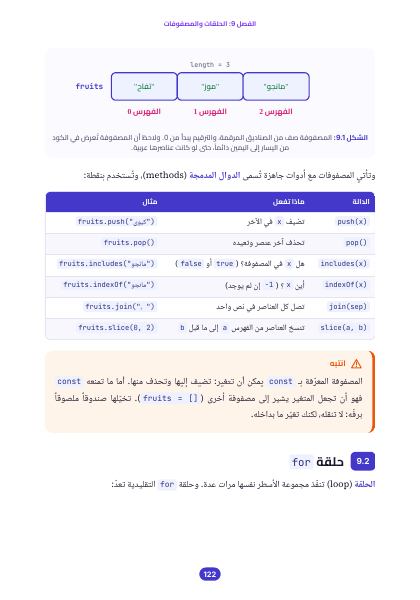 الفصل 9: الحلقات والمصفوفات
length = 3
fruits "تفاح" "موز" "مانجو"
الفهرس 0 الفهرس 1 الفهرس 2
الشكل 9.1: المصفوفة صف من الصناديق المرقمة، والترقيم يبدأ من 0. ولاحظ أن المصفوفة تُعرض في الكود
من اليسار إلى اليمين دائماً، حتى لو كانت عناصرها عربية.
وتأتي المصفوفات مع أدوات جاهزة تُسمى الدوال المدمجة (methods)، وتُستخدم بنقطة:
الدالة ماذا تفعل مثال
push(x) تضيف x في الآخر fruits.push("كيوي")
pop() تحذف آخر عنصر وتعيده fruits.pop()
includes(x) هل x في المصفوفة؟ (true أو false) fruits.includes("مانجو")
indexOf(x) أين x ؟ (-1 إن لم يوجد) fruits.indexOf("مانجو")
join(sep) تصل كل العناصر في نص واحد fruits.join("، ")
slice(a, b) تنسخ العناصر من الفهرس a إلى ما قبل b fruits.slice(0, 2)
انتبه
المصفوفة المعرّفة بـ const يمكن أن تتغير: تضيف إليها وتحذف منها. أما ما تمنعه const
فهو أن تجعل المتغير يشير إلى مصفوفة أخرى (fruits = []). تخيّلها صندوقاً ملصوقاً
برفّه: لا تنقله، لكنك تغيّر ما بداخله.
9.2 حلقة for
الحلقة (loop) تنفّذ مجموعة الأسطر نفسها مرات عدة. وحلقة for التقليدية تعدّ:
122